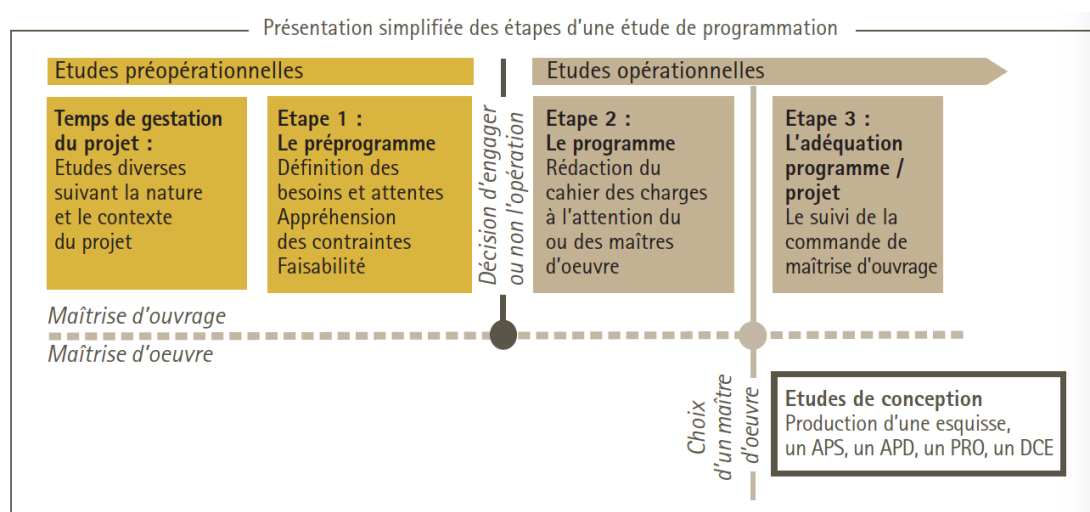 Présentation simplifiée des étapes d'une étude de programmation
Etudes préopérationnelles
Etudes opérationnelles
Temps de gestation
du projet :
Etudes diverses
suivant la nature
et le contexte
du projet
Etape 1 :
Le préprogramme
Définition des
besoins et attentes
Appréhension
des contraintes
Faisabilité
Décision d'engager
ou non l'opération
Etape 2 :
Le programme
Rédaction du
cahier des charges
à l'attention du
ou des maîtres
d'oeuvre
Etape 3 :
L'adéquation
programme /
projet
Le suivi de la
commande de
maîtrise d'ouvrage
Maîtrise d'ouvrage
Maîtrise d'oeuvre
Choix
d'un maître
d'oeuvre
Etudes de conception
Production d'une esquisse,
un APS, un APD, un PRO, un DCE